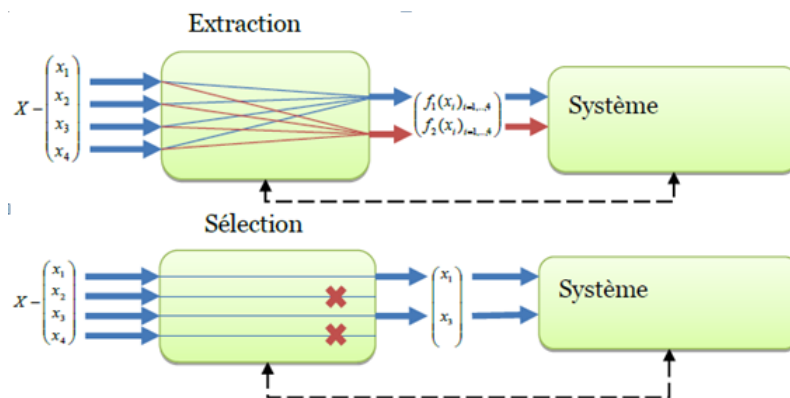 Extraction
X − ( x1
x2
x3
x4 )
( f1(xi)i=1,...,4
f2(xi)i=1,...,4 )
Système
Sélection
X − ( x1
x2
x3
x4 )
( x1
x3 )
Système